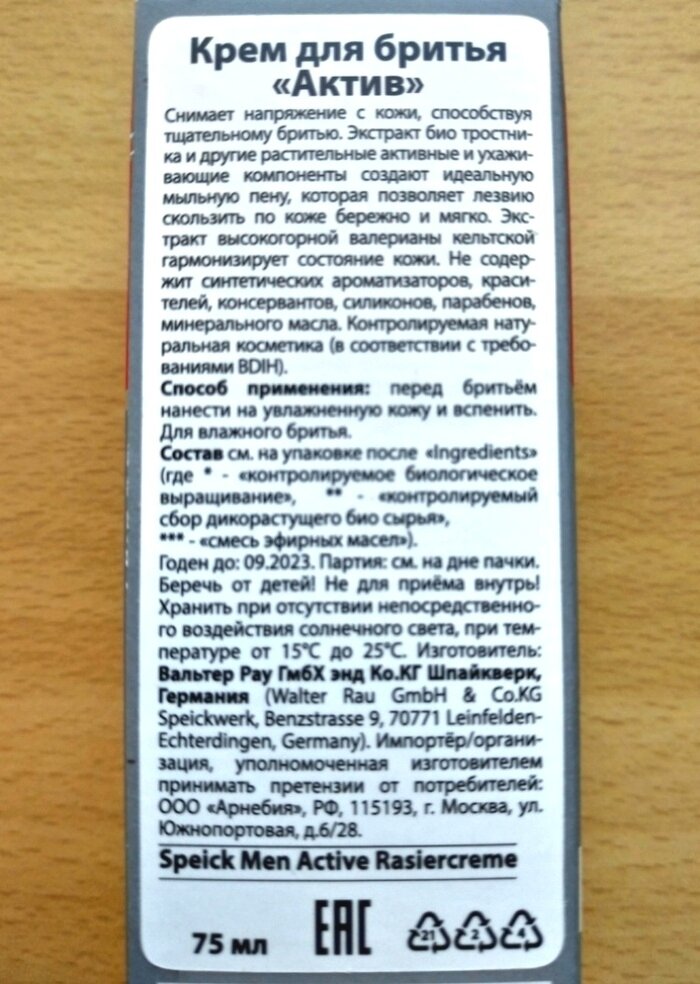 Крем для бритья
«Актив»
Снимает напряжение с кожи, способствуя
тщательному бритью. Экстракт био тростни-
ка и другие растительные активные и ухажи-
вающие компоненты создают идеальную
мыльную пену, которая позволяет лезвию
скользить по коже бережно и мягко. Экс-
тракт высокогорной валерианы кельтской
гармонизирует состояние кожи. Не содер-
жит синтетических ароматизаторов, краси-
телей, консервантов, силиконов, парабенов,
минерального масла. Контролируемая нату-
ральная косметика (в соответствии с требо-
ваниями BDIH).
Способ применения: перед бритьём
нанести на увлажненную кожу и вспенить.
Для влажного бритья.
Состав см. на упаковке после «Ingredients»
(где * - «контролируемое биологическое
выращивание», ** - «контролируемый
сбор дикорастущего био сырья»,
*** - «смесь эфирных масел»).
Годен до: 09.2023. Партия: см. на дне пачки.
Беречь от детей! Не для приёма внутрь!
Хранить при отсутствии непосредственно-
го воздействия солнечного света, при тем-
пературе от 15°C до 25°C. Изготовитель:
Вальтер Рау ГмбХ энд Ко.КГ Шпайкверк,
Германия (Walter Rau GmbH & Co.KG
Speickwerk, Benzstrasse 9, 70771 Leinfelden-
Echterdingen, Germany). Импортёр/органи-
зация, уполномоченная изготовителем
принимать претензии от потребителей:
ООО «Арнебия», РФ, 115193, г. Москва, ул.
Южнопортовая, д.6/28.
Speick Men Active Rasiercreme
75 мл EAC 21 2 4